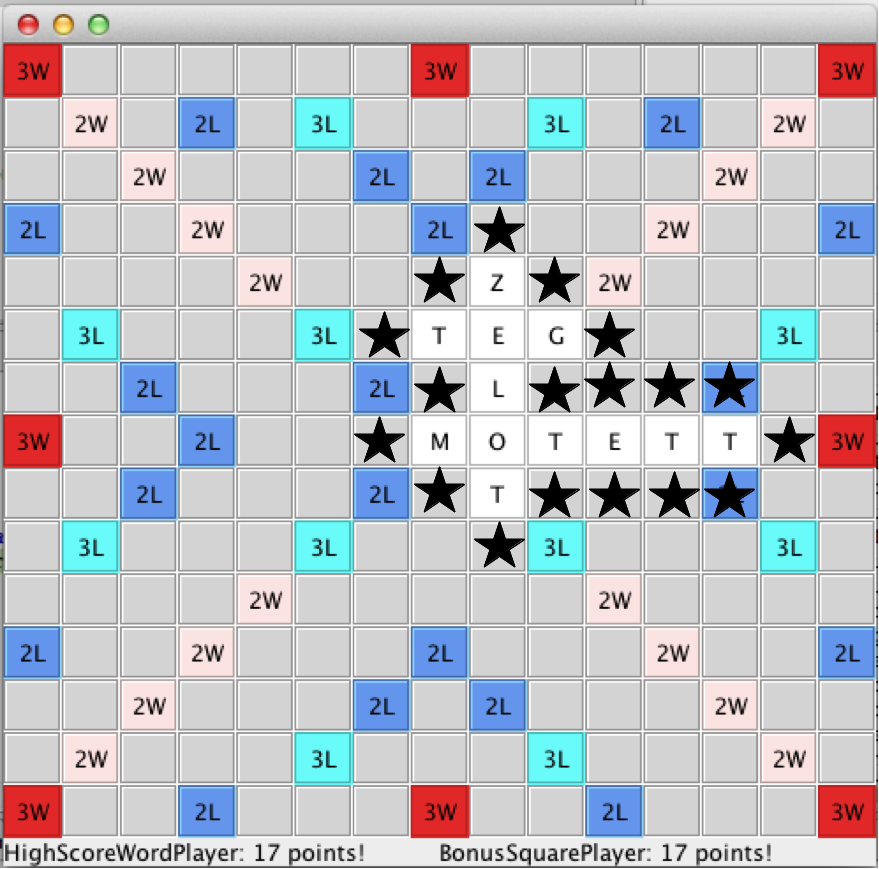 3W 3W 3W
2W 2L 3L 3L 2L 2W
2W 2L 2L 2W
2L 2W 2L 2W 2L
2W Z 2W
3L 3L T E G 3L
2L 2L L
3W 2L M O T E T T 3W
2L 2L T
3L 3L 3L 3L
2W 2W
2L 2W 2L 2W 2L
2W 2L 2L 2W
2W 3L 3L 2W
3W 2L 3W 2L 3W
HighScoreWordPlayer: 17 points! BonusSquarePlayer: 17 points!